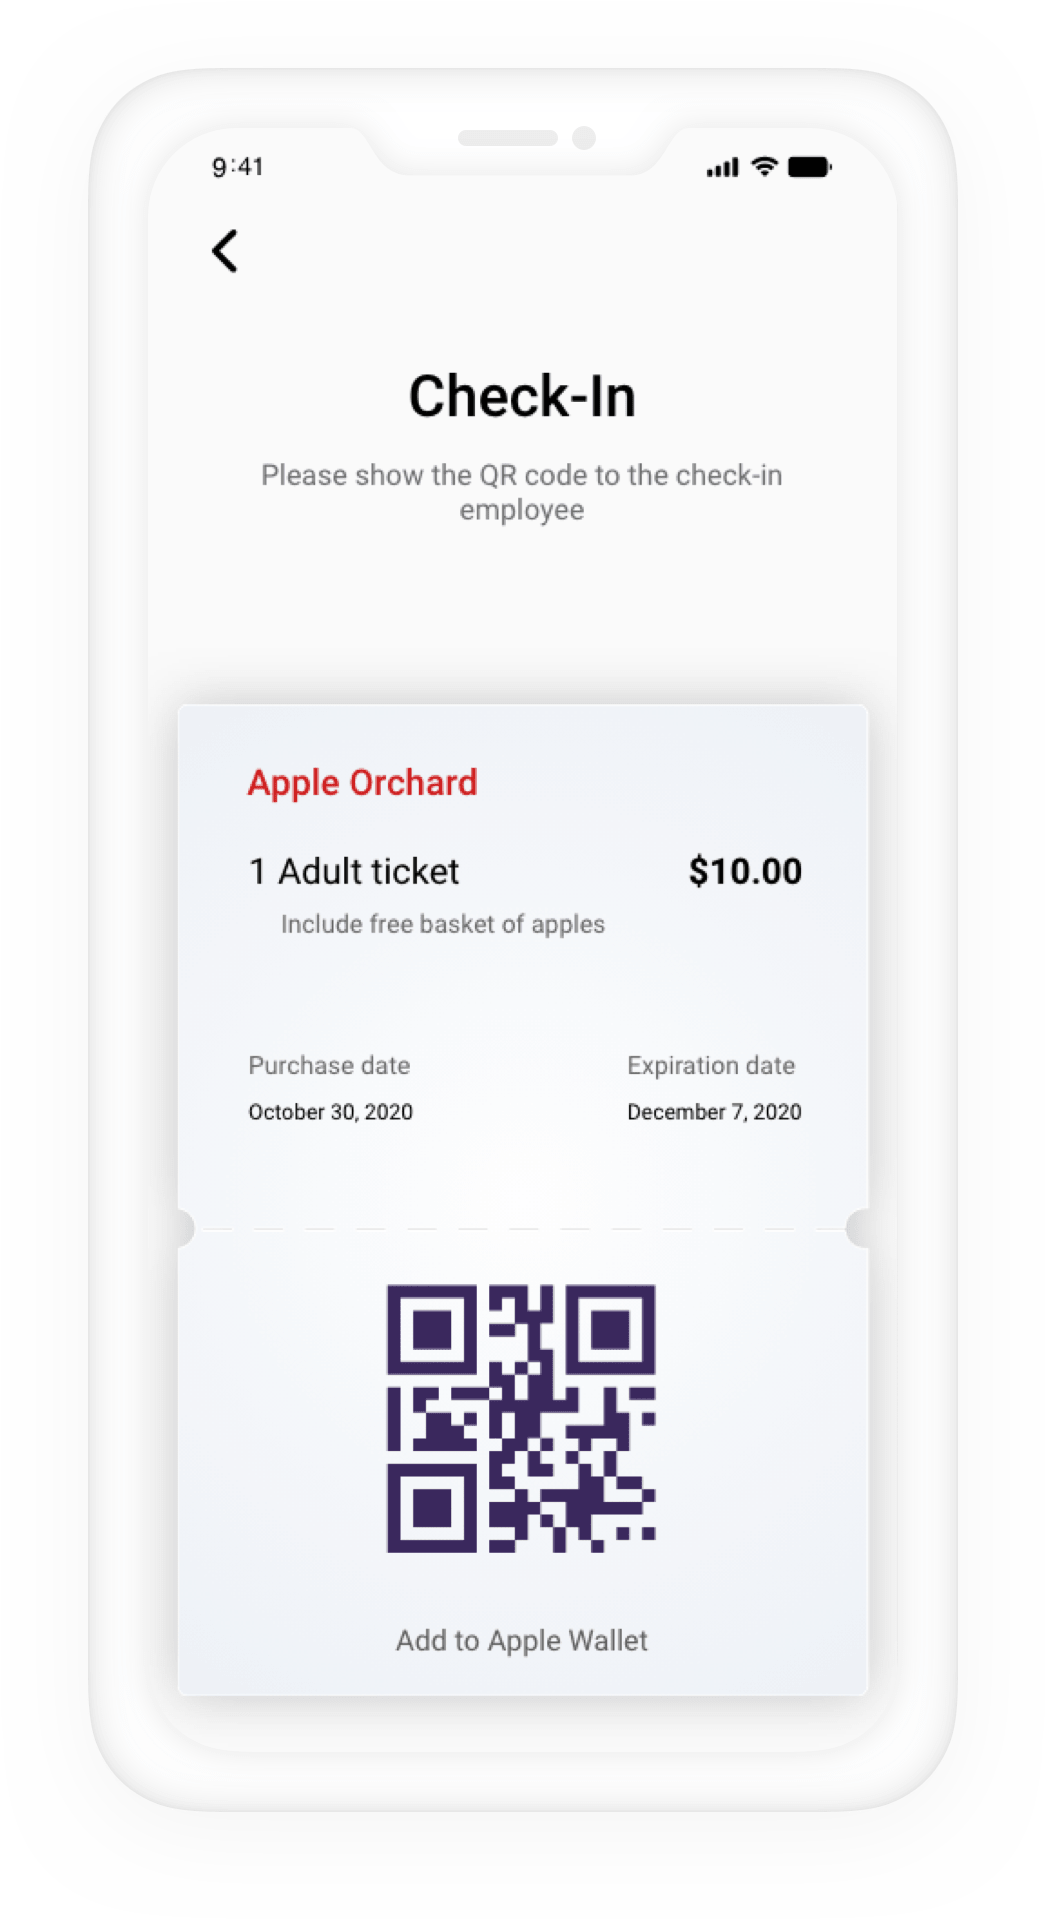 9:41
Check-In
Please show the QR code to the check-in
employee
Apple Orchard
1 Adult ticket $10.00
Include free basket of apples
Purchase date Expiration date
October 30, 2020 December 7, 2020
Add to Apple Wallet